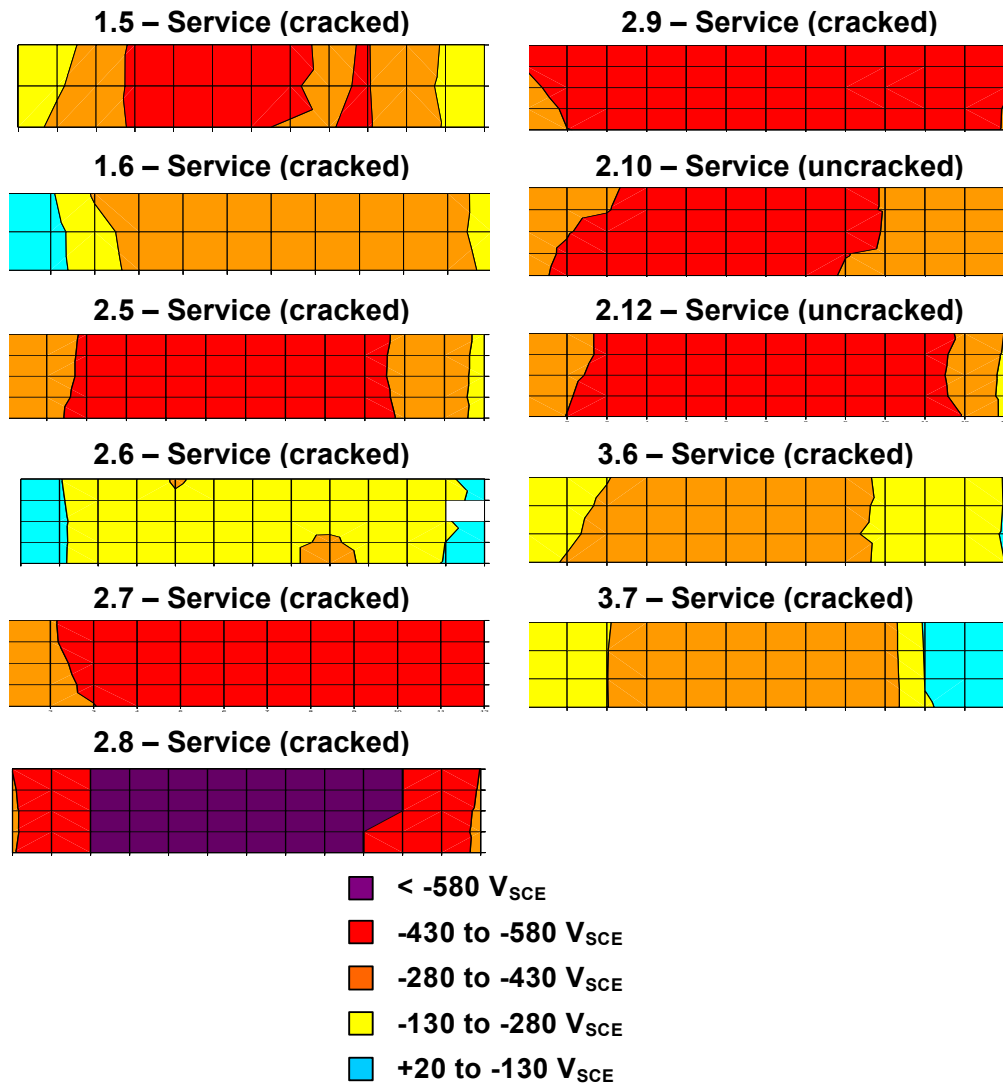 1.5 – Service (cracked)
1.6 – Service (cracked)
2.5 – Service (cracked)
2.6 – Service (cracked)
2.7 – Service (cracked)
2.8 – Service (cracked)
2.9 – Service (cracked)
2.10 – Service (uncracked)
2.12 – Service (uncracked)
3.6 – Service (cracked)
3.7 – Service (cracked)
< -580 VSCE
-430 to -580 VSCE
-280 to -430 VSCE
-130 to -280 VSCE
+20 to -130 VSCE